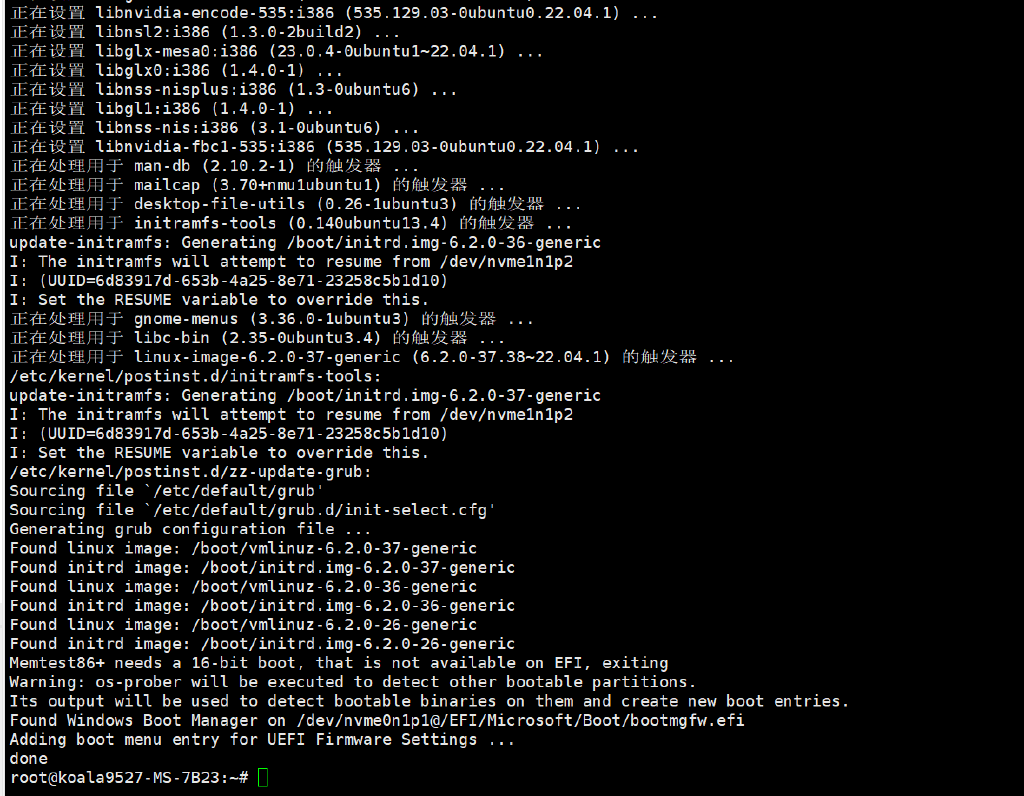 正在设置 libnvidia-encode-535:i386 (535.129.03-0ubuntu0.22.04.1) ...
正在设置 libnsl2:i386 (1.3.0-2build2) ...
正在设置 libglx-mesa0:i386 (23.0.4-0ubuntu1~22.04.1) ...
正在设置 libglx0:i386 (1.4.0-1) ...
正在设置 libnss-nisplus:i386 (1.3-0ubuntu6) ...
正在设置 libgl1:i386 (1.4.0-1) ...
正在设置 libnss-nis:i386 (3.1-0ubuntu6) ...
正在设置 libnvidia-fbc1-535:i386 (535.129.03-0ubuntu0.22.04.1) ...
正在处理用于 man-db (2.10.2-1) 的触发器 ...
正在处理用于 mailcap (3.70+nmu1ubuntu1) 的触发器 ...
正在处理用于 desktop-file-utils (0.26-1ubuntu3) 的触发器 ...
正在处理用于 initramfs-tools (0.140ubuntu13.4) 的触发器 ...
update-initramfs: Generating /boot/initrd.img-6.2.0-36-generic
I: The initramfs will attempt to resume from /dev/nvme1n1p2
I: (UUID=6d83917d-653b-4a25-8e71-23258c5b1d10)
I: Set the RESUME variable to override this.
正在处理用于 gnome-menus (3.36.0-1ubuntu3) 的触发器 ...
正在处理用于 libc-bin (2.35-0ubuntu3.4) 的触发器 ...
正在处理用于 linux-image-6.2.0-37-generic (6.2.0-37.38~22.04.1) 的触发器 ...
/etc/kernel/postinst.d/initramfs-tools:
update-initramfs: Generating /boot/initrd.img-6.2.0-37-generic
I: The initramfs will attempt to resume from /dev/nvme1n1p2
I: (UUID=6d83917d-653b-4a25-8e71-23258c5b1d10)
I: Set the RESUME variable to override this.
/etc/kernel/postinst.d/zz-update-grub:
Sourcing file `/etc/default/grub'
Sourcing file `/etc/default/grub.d/init-select.cfg'
Generating grub configuration file ...
Found linux image: /boot/vmlinuz-6.2.0-37-generic
Found initrd image: /boot/initrd.img-6.2.0-37-generic
Found linux image: /boot/vmlinuz-6.2.0-36-generic
Found initrd image: /boot/initrd.img-6.2.0-36-generic
Found linux image: /boot/vmlinuz-6.2.0-26-generic
Found initrd image: /boot/initrd.img-6.2.0-26-generic
Memtest86+ needs a 16-bit boot, that is not available on EFI, exiting
Warning: os-prober will be executed to detect other bootable partitions.
Its output will be used to detect bootable binaries on them and create new boot entries.
Found Windows Boot Manager on /dev/nvme0n1p1@/EFI/Microsoft/Boot/bootmgfw.efi
Adding boot menu entry for UEFI Firmware Settings ...
done
root@koala9527-MS-7B23:~#